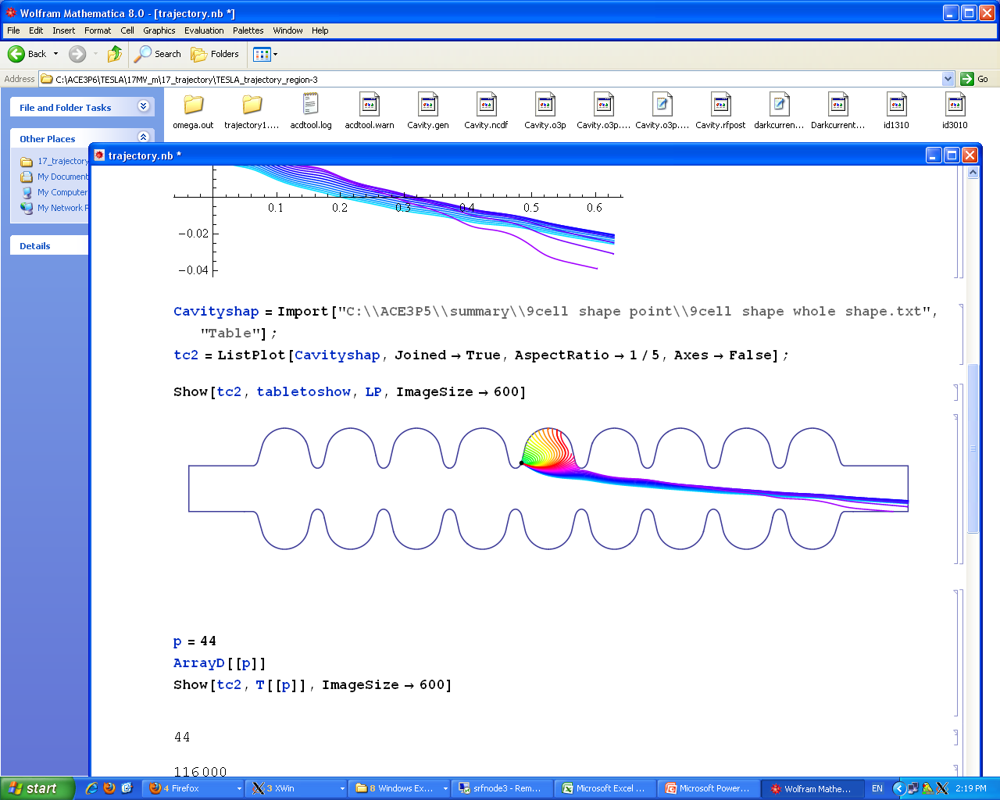 Wolfram Mathematica 8.0 - [trajectory.nb *]
File Edit Insert Format Cell Graphics Evaluation Palettes Window Help
Back Search Folders
Address C:\ACE3P6\TESLA\17MV_m\17_trajectory\TESLA_trajectory_region-3 Go
File and Folder Tasks
Other Places
17_trajectory
My Document
My Computer
My Network P
Details
omega.out trajectory1.... acdtool.log acdtool.warn Cavity.gen Cavity.ncdf Cavity.o3p Cavity.o3p.... Cavity.o3p.... Cavity.rfpost darkcurren... Darkcurrent... id1310 id3010
trajectory.nb *
0.1 0.2 0.3 0.4 0.5 0.6
-0.02
-0.04
Cavityshap = Import["C:\\ACE3P5\\summary\\9cell shape point\\9cell shape whole shape.txt",
"Table"];
tc2 = ListPlot[Cavityshap, Joined → True, AspectRatio → 1 / 5, Axes → False];
Show[tc2, tabletoshow, LP, ImageSize → 600]
p = 44
ArrayD[[p]]
Show[tc2, T[[p]], ImageSize → 600]
44
116000
start 4 Firefox 3 XWin 8 Windows Ex... srfnode3 - Rem... Microsoft Excel ... Microsoft Power... Wolfram Mathe... EN 2:19 PM